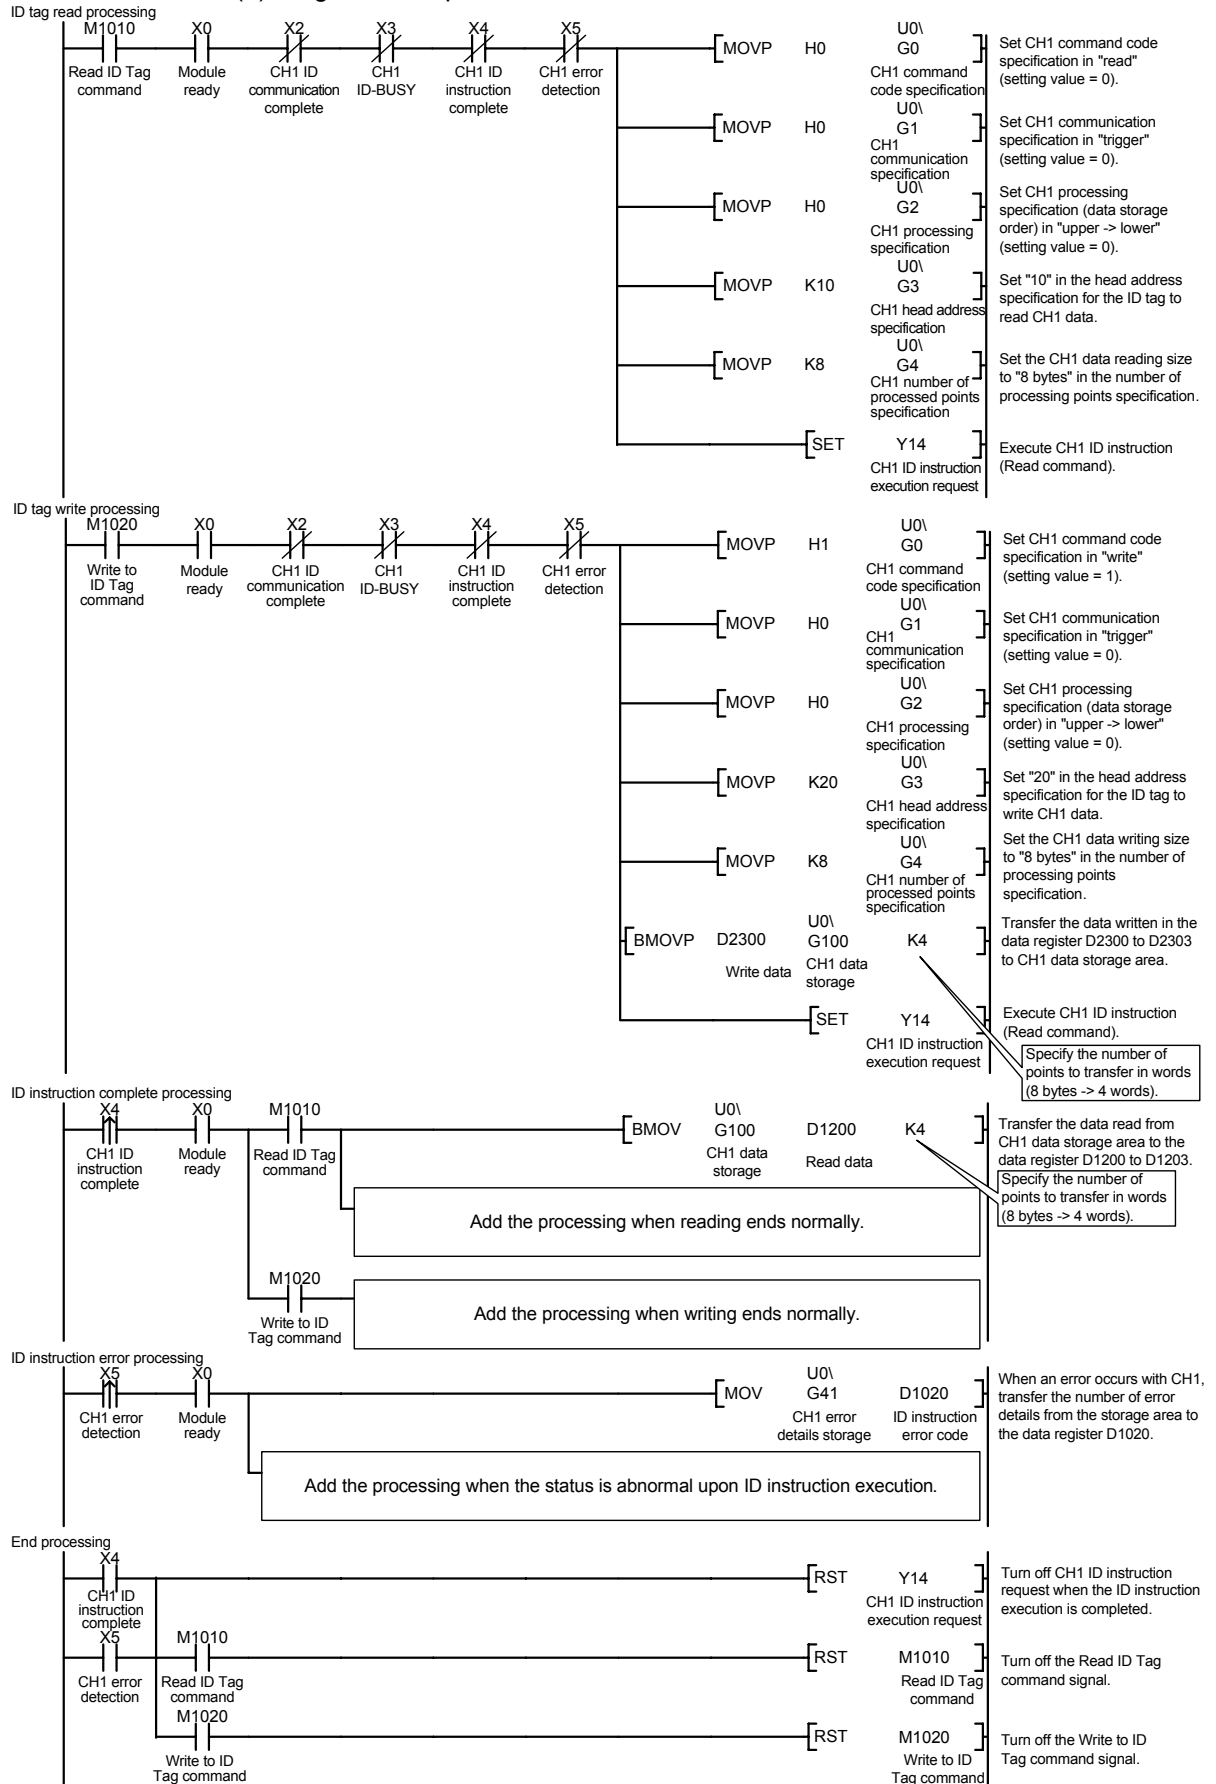 ID tag read processing
M1010 X0 X2 X3 X4 X5
Read ID Tag command
Module ready
CH1 ID communication complete
CH1 ID-BUSY
CH1 ID instruction complete
CH1 error detection
MOVP H0 U0\ G0
CH1 command code specification
Set CH1 command code
specification in "read"
(setting value = 0).
MOVP H0 U0\ G1
CH1 communication specification
Set CH1 communication
specification in "trigger"
(setting value = 0).
MOVP H0 U0\ G2
CH1 processing specification
Set CH1 processing
specification (data storage
order) in "upper -> lower"
(setting value = 0).
MOVP K10 U0\ G3
CH1 head address specification
Set "10" in the head address
specification for the ID tag to
read CH1 data.
MOVP K8 U0\ G4
CH1 number of processed points specification
Set the CH1 data reading size
to "8 bytes" in the number of
processing points specification.
SET Y14
CH1 ID instruction execution request
Execute CH1 ID instruction
(Read command).
ID tag write processing
M1020 X0 X2 X3 X4 X5
Write to ID Tag command
Module ready
CH1 ID communication complete
CH1 ID-BUSY
CH1 ID instruction complete
CH1 error detection
MOVP H1 U0\ G0
CH1 command code specification
Set CH1 command code
specification in "write"
(setting value = 1).
MOVP H0 U0\ G1
CH1 communication specification
Set CH1 communication
specification in "trigger"
(setting value = 0).
MOVP H0 U0\ G2
CH1 processing specification
Set CH1 processing
specification (data storage
order) in "upper -> lower"
(setting value = 0).
MOVP K20 U0\ G3
CH1 head address specification
Set "20" in the head address
specification for the ID tag to
write CH1 data.
MOVP K8 U0\ G4
CH1 number of processed points specification
Set the CH1 data writing size
to "8 bytes" in the number of
processing points
specification.
BMOVP D2300 U0\ G100 K4
Write data
CH1 data storage
Transfer the data written in the
data register D2300 to D2303
to CH1 data storage area.
SET Y14
CH1 ID instruction execution request
Execute CH1 ID instruction
(Read command).
Specify the number of
points to transfer in words
(8 bytes -> 4 words).
ID instruction complete processing
X4 X0 M1010
CH1 ID instruction complete
Module ready
Read ID Tag command
BMOV U0\ G100 D1200 K4
CH1 data storage
Read data
Transfer the data read from
CH1 data storage area to the
data register D1200 to D1203.
Specify the number of
points to transfer in words
(8 bytes -> 4 words).
Add the processing when reading ends normally.
M1020
Write to ID Tag command
Add the processing when writing ends normally.
ID instruction error processing
X5 X0
CH1 error detection
Module ready
MOV U0\ G41 D1020
CH1 error details storage
ID instruction error code
When an error occurs with CH1,
transfer the number of error
details from the storage area to
the data register D1020.
Add the processing when the status is abnormal upon ID instruction execution.
End processing
X4
CH1 ID instruction complete
RST Y14
CH1 ID instruction execution request
Turn off CH1 ID instruction
request when the ID instruction
execution is completed.
X5 M1010
CH1 error detection
Read ID Tag command
RST M1010
Read ID Tag command
Turn off the Read ID Tag
command signal.
M1020
Write to ID Tag command
RST M1020
Write to ID Tag command
Turn off the Write to ID
Tag command signal.